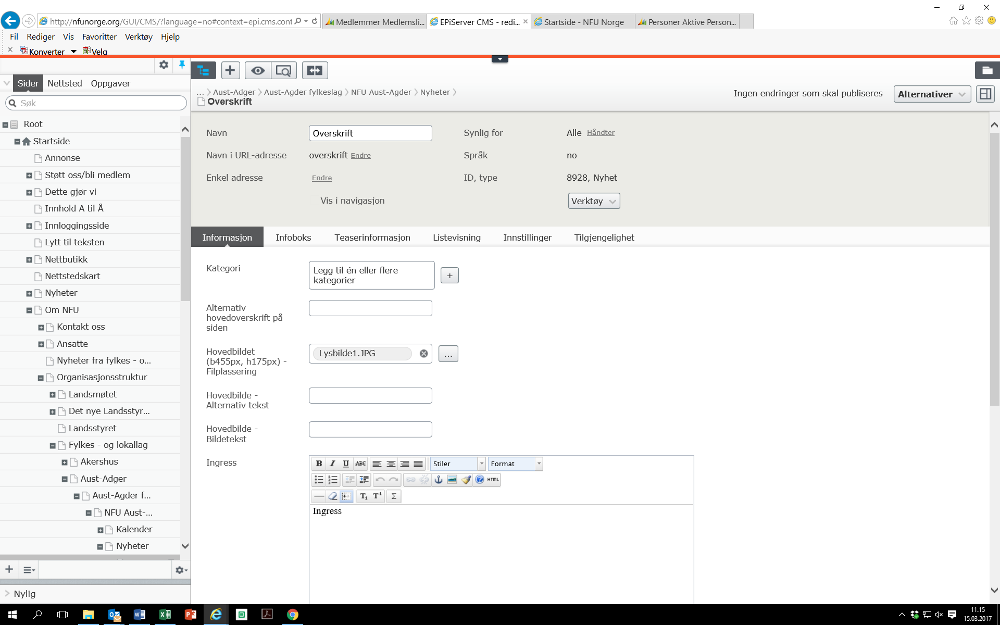 http://nfunorge.org/GUI/CMS/?language=no#context=epi.cms.cont
Medlemmer Medlemsli...
EPiServer CMS - redi...
Startside - NFU Norge
Personer Aktive Person...
Fil Rediger Vis Favoritter Verktøy Hjelp
x Konverter Velg
Sider Nettsted Oppgaver
Søk
Root
Startside
Annonse
Støtt oss/bli medlem
Dette gjør vi
Innhold A til Å
Innloggingsside
Lytt til teksten
Nettbutikk
Nettstedskart
Nyheter
Om NFU
Kontakt oss
Ansatte
Nyheter fra fylkes - o...
Organisasjonsstruktur
Landsmøtet
Det nye Landsstyr...
Landsstyret
Fylkes - og lokallag
Akershus
Aust-Adger
Aust-Agder f...
NFU Aust-...
Kalender
Nyheter
Nylig
... Aust-Adger Aust-Agder fylkeslag NFU Aust-Agder Nyheter
Overskrift
Ingen endringer som skal publiseres
Alternativer
Navn Overskrift Synlig for Alle Håndter
Navn i URL-adresse overskrift Endre Språk no
Enkel adresse Endre ID, type 8928, Nyhet
Vis i navigasjon Verktøy
Informasjon Infoboks Teaserinformasjon Listevisning Innstillinger Tilgjengelighet
Kategori
Legg til én eller flere
kategorier
+
Alternativ
hovedoverskrift på
siden
Hovedbildet
(b455px, h175px) -
Filplassering
Lysbilde1.JPG
...
Hovedbilde -
Alternativ tekst
Hovedbilde -
Bildetekst
Ingress
B I U ABC Stiler Format
HTML
T1 T1 Σ
Ingress
11.15
15.03.2017